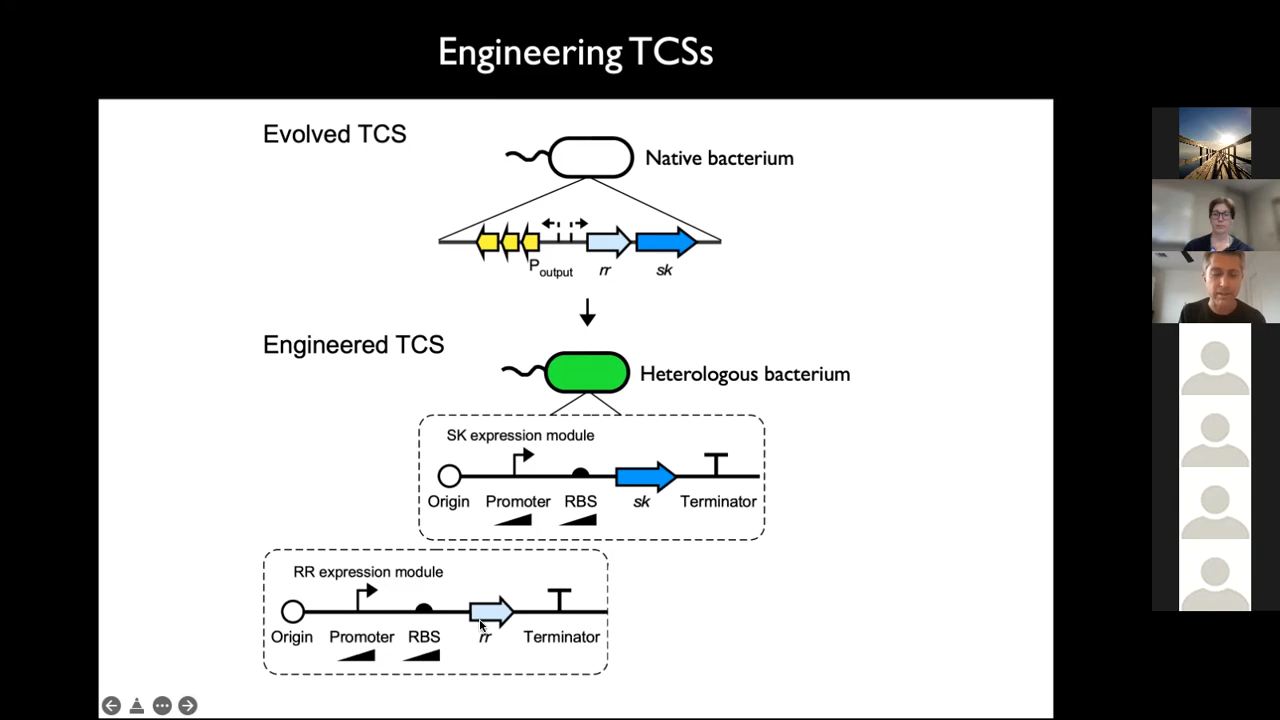 Engineering TCSs
Evolved TCS
Native bacterium
Poutput
rr
sk
Engineered TCS
Heterologous bacterium
SK expression module
Origin
Promoter
RBS
sk
Terminator
RR expression module
Origin
Promoter
RBS
rr
Terminator